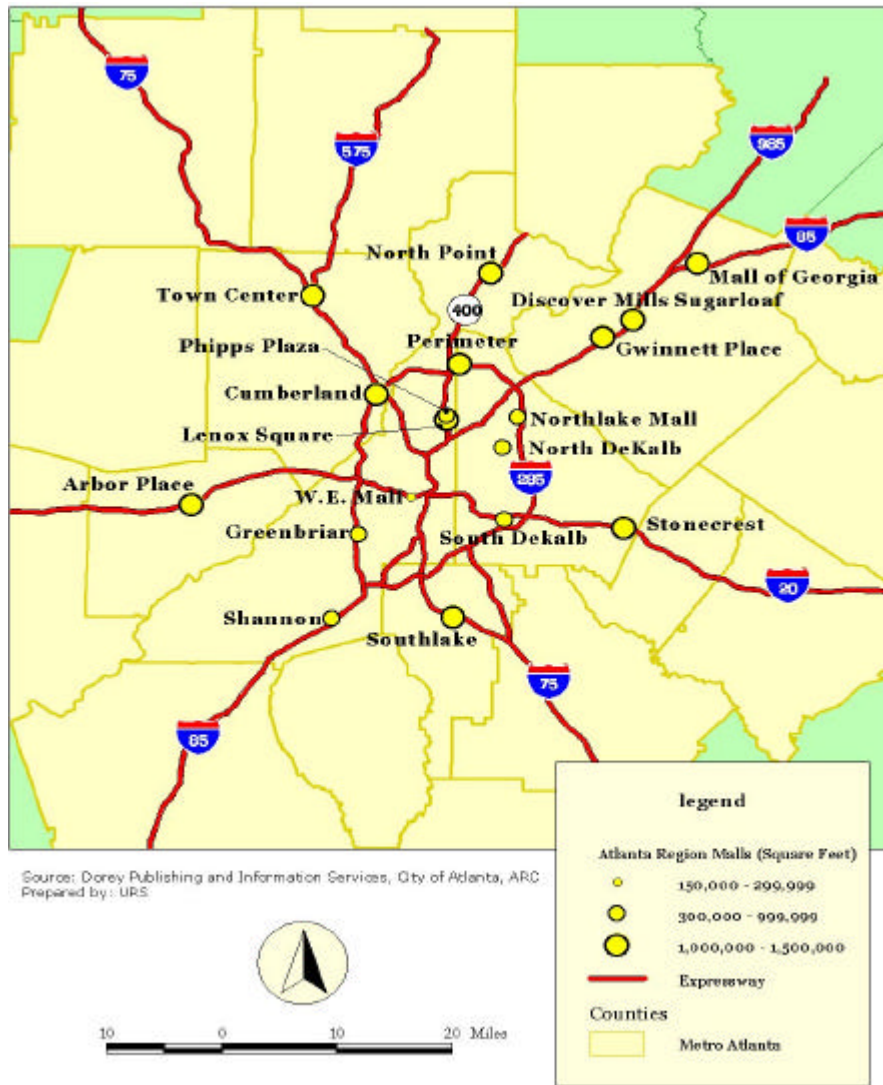 75
575
985
85
North Point
Mall of Georgia
Town Center
400
Discover Mills Sugarloaf
Phipps Plaza
Perimeter
Gwinnett Place
Cumberland
Lenox Square
Northlake Mall
North DeKalb
285
Arbor Place
W.E. Mall
Greenbriar
South Dekalb
Stonecrest
20
Shannon
Southlake
75
85
legend
Atlanta Region Malls (Square Feet)
150,000 - 299,999
300,000 - 999,999
1,000,000 - 1,500,000
Expressway
Counties
Metro Atlanta
Source: Dorey Publishing and Information Services, City of Atlanta, ARC
Prepared by: URS
10 0 10 20 Miles